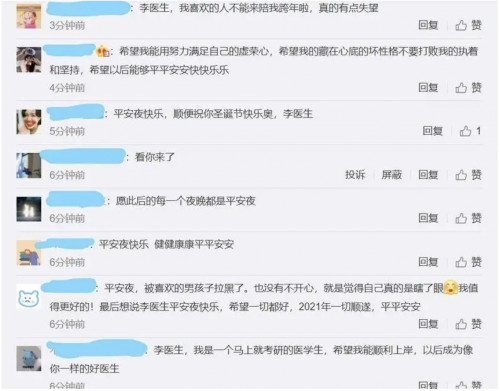 ：李医生，我喜欢的人不能来陪我跨年啦，真的有点失望
3分钟前
回复 赞
：希望我能用努力满足自己的虚荣心，希望我的藏在心底的坏性格不要打败我的执着
和坚持，希望以后能够平平安安快快乐乐
4分钟前
回复 赞
：平安夜快乐，顺便祝你圣诞节快乐奥，李医生
5分钟前
回复 1
：看你来了
6分钟前
投诉 屏蔽 回复 赞
：愿此后的每一个夜晚都是平安夜
6分钟前
回复 赞
：平安夜快乐 健健康康平平安安
6分钟前
回复 赞
：平安夜，被喜欢的男孩子拉黑了。也没有不开心，就是觉得自己真的是瞎了眼我值
得更好的！最后想说李医生平安夜快乐，希望一切都好，2021年一切顺遂，平平安安
6分钟前
回复 赞
：李医生，我是一个马上就考研的医学生，希望我能顺利上岸，以后成为像
你一样的好医生
6分钟前
回复 赞